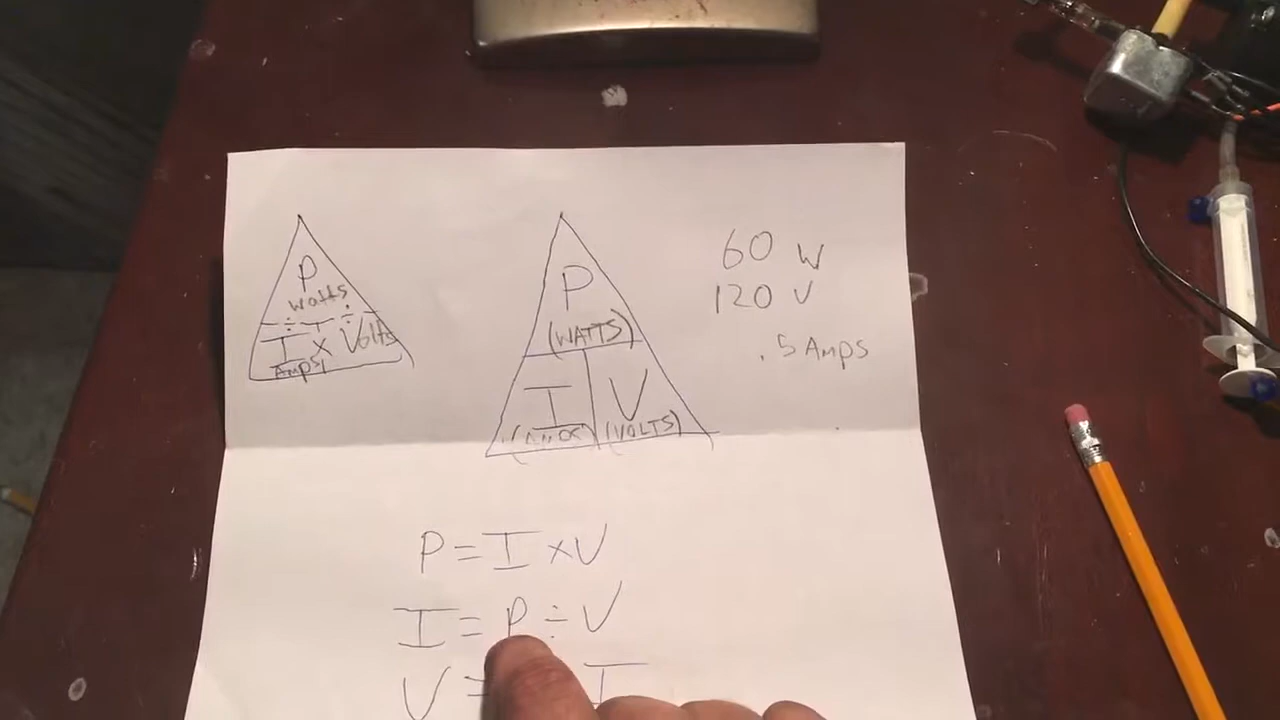 P
watts
÷ ÷
I x Volts
Amps
P
(WATTS)
I V
(VOLTS)
60 W
120 V
.5 Amps
P = I x V
I = P ÷ V
V = I